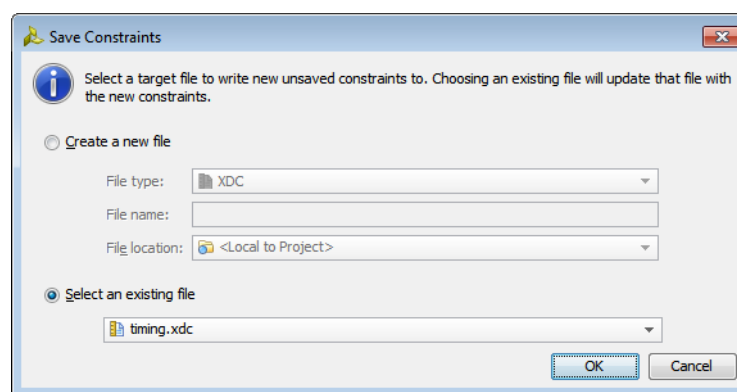 Save Constraints
Select a target file to write new unsaved constraints to. Choosing an existing file will update that file with
the new constraints.
Create a new file
File type: XDC
File name:
File location: <Local to Project>
Select an existing file
timing.xdc
OK Cancel